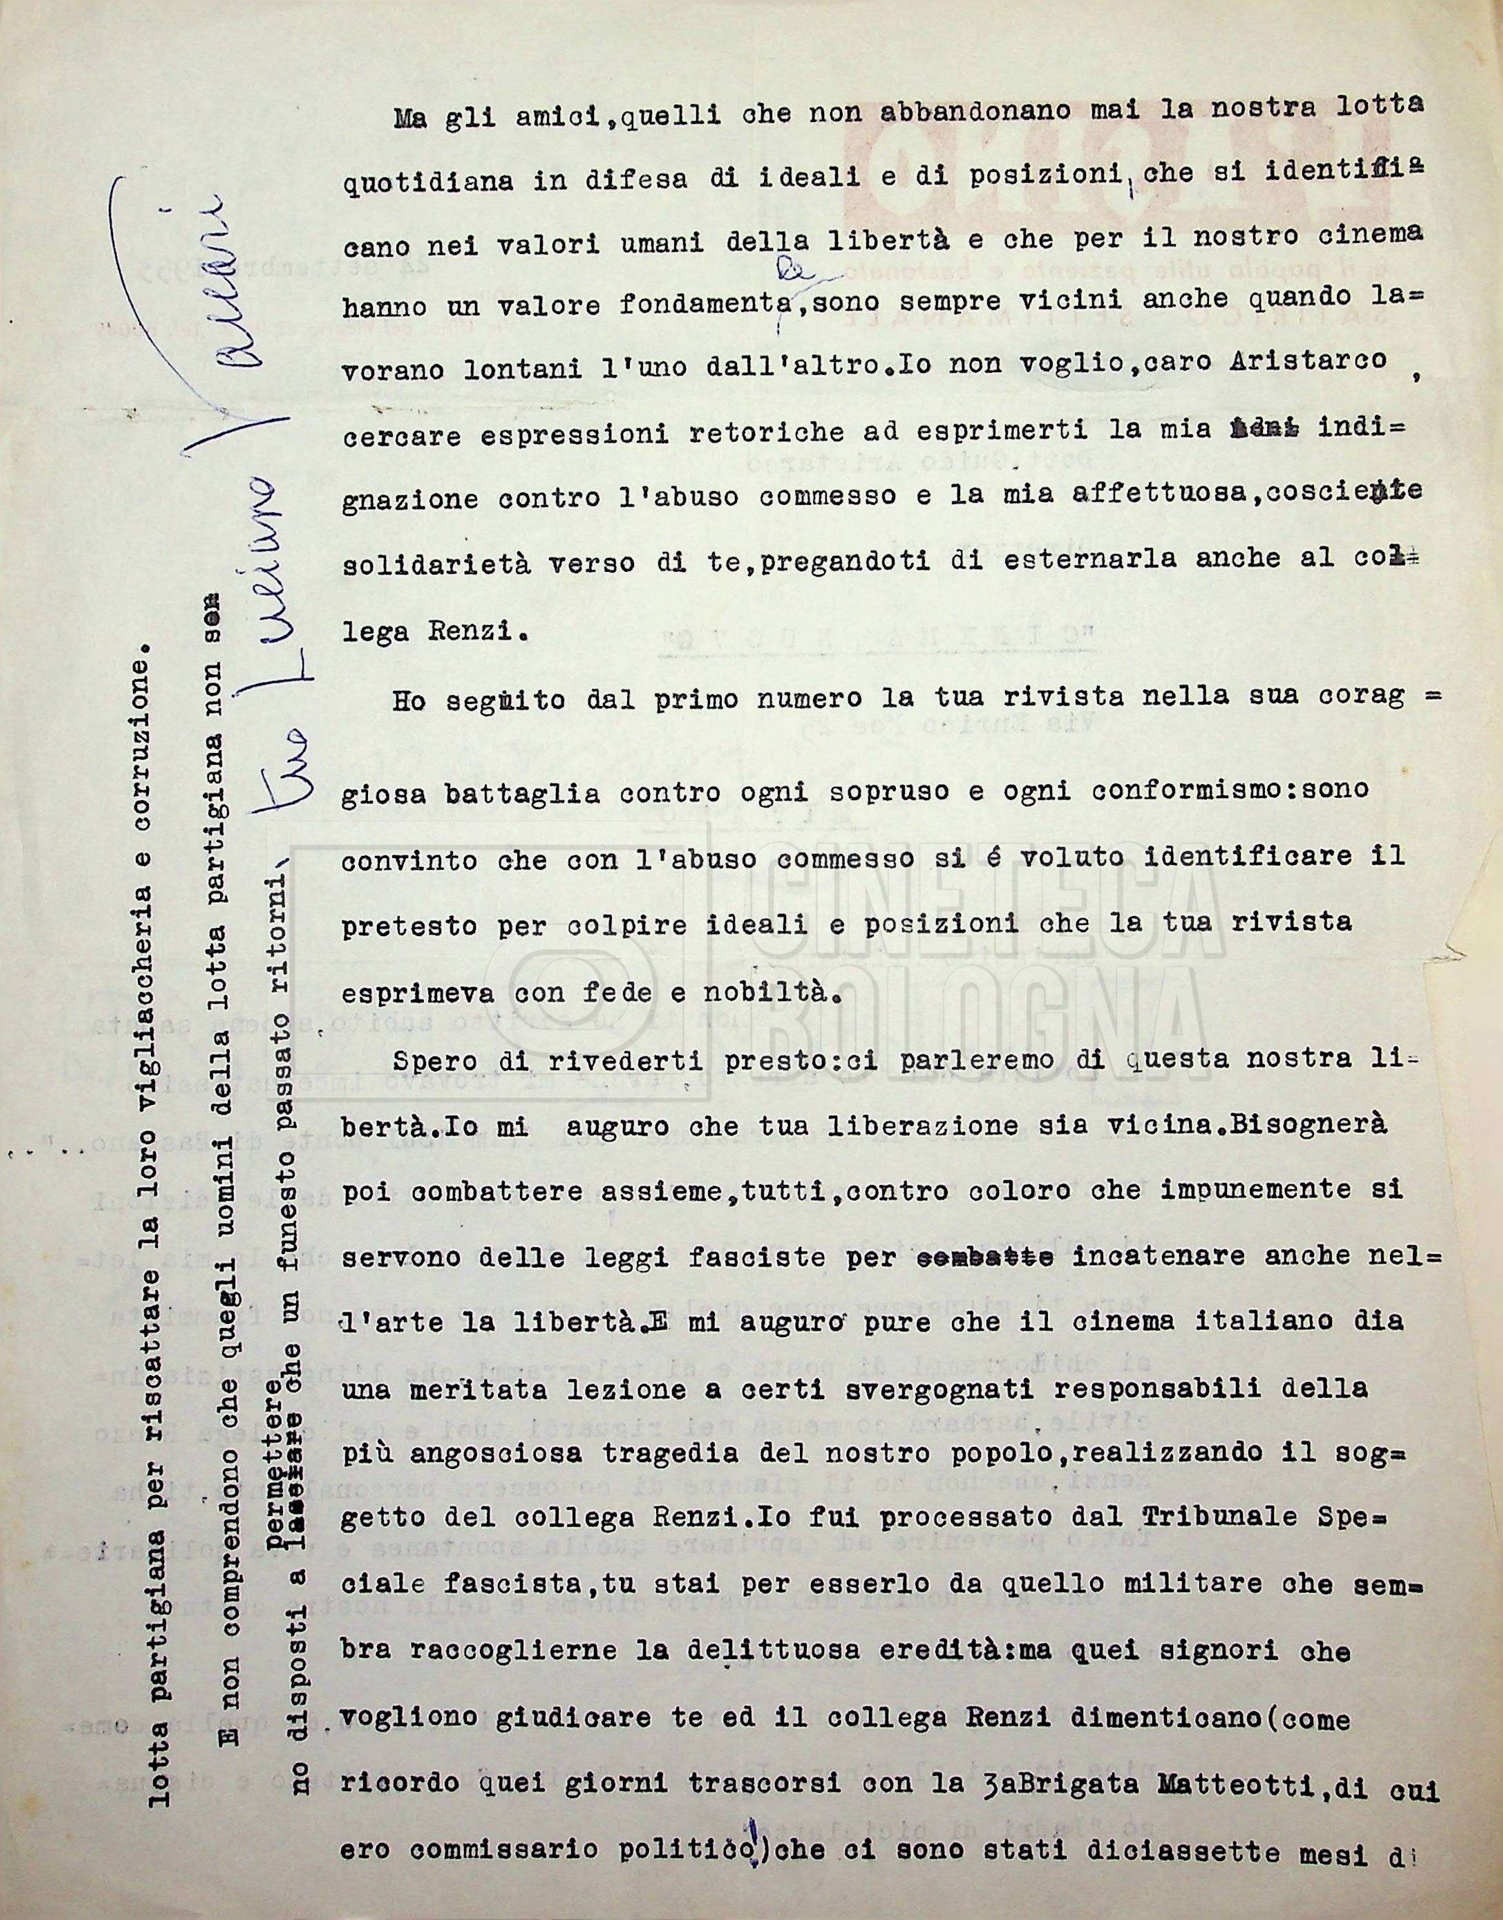 Ma gli amici,quelli che non abbandonano mai la nostra lotta
quotidiana in difesa di ideali e di posizioni, che si identifi=
cano nei valori umani della libertà e che per il nostro cinema
hanno un valore fondamentale,sono sempre vicini anche quando la=
vorano lontani l'uno dall'altro.Io non voglio,caro Aristarco ,
cercare espressioni retoriche ad esprimerti la mia indi=
gnazione contro l'abuso commesso e la mia affettuosa,cosciente
solidarietà verso di te,pregandoti di esternarla anche al col=
lega Renzi.
Ho seguito dal primo numero la tua rivista nella sua corag =
giosa battaglia contro ogni sopruso e ogni conformismo:sono
convinto che con l'abuso commesso si é voluto identificare il
pretesto per colpire ideali e posizioni che la tua rivista
esprimeva con fede e nobiltà.
Spero di rivederti presto:ci parleremo di questa nostra li=
bertà.Io mi auguro che tua liberazione sia vicina.Bisognerà
poi combattere assieme,tutti,contro coloro che impunemente si
servono delle leggi fasciste per combatte incatenare anche nel=
l'arte la libertà.E mi auguro pure che il cinema italiano dia
una meritata lezione a certi svergognati responsabili della
più angosciosa tragedia del nostro popolo,realizzando il sog=
getto del collega Renzi.Io fui processato dal Tribunale Spe=
ciale fascista,tu stai per esserlo da quello militare che sem=
bra raccoglierne la delittuosa eredità:ma quei signori che
vogliono giudicare te ed il collega Renzi dimenticano(come
ricordo quei giorni trascorsi con la 3aBrigata Matteotti,di cui
ero commissario politico!)che ci sono stati diciassette mesi di
lotta partigiana per riscattare la loro vigliaccheria e corruzione.
E non comprendono che quegli uomini della lotta partigiana non son
permettere
no disposti a lasciare che un funesto passato ritorni,
tuo Luciano Vaccari
CINETECA
BOLOGNA